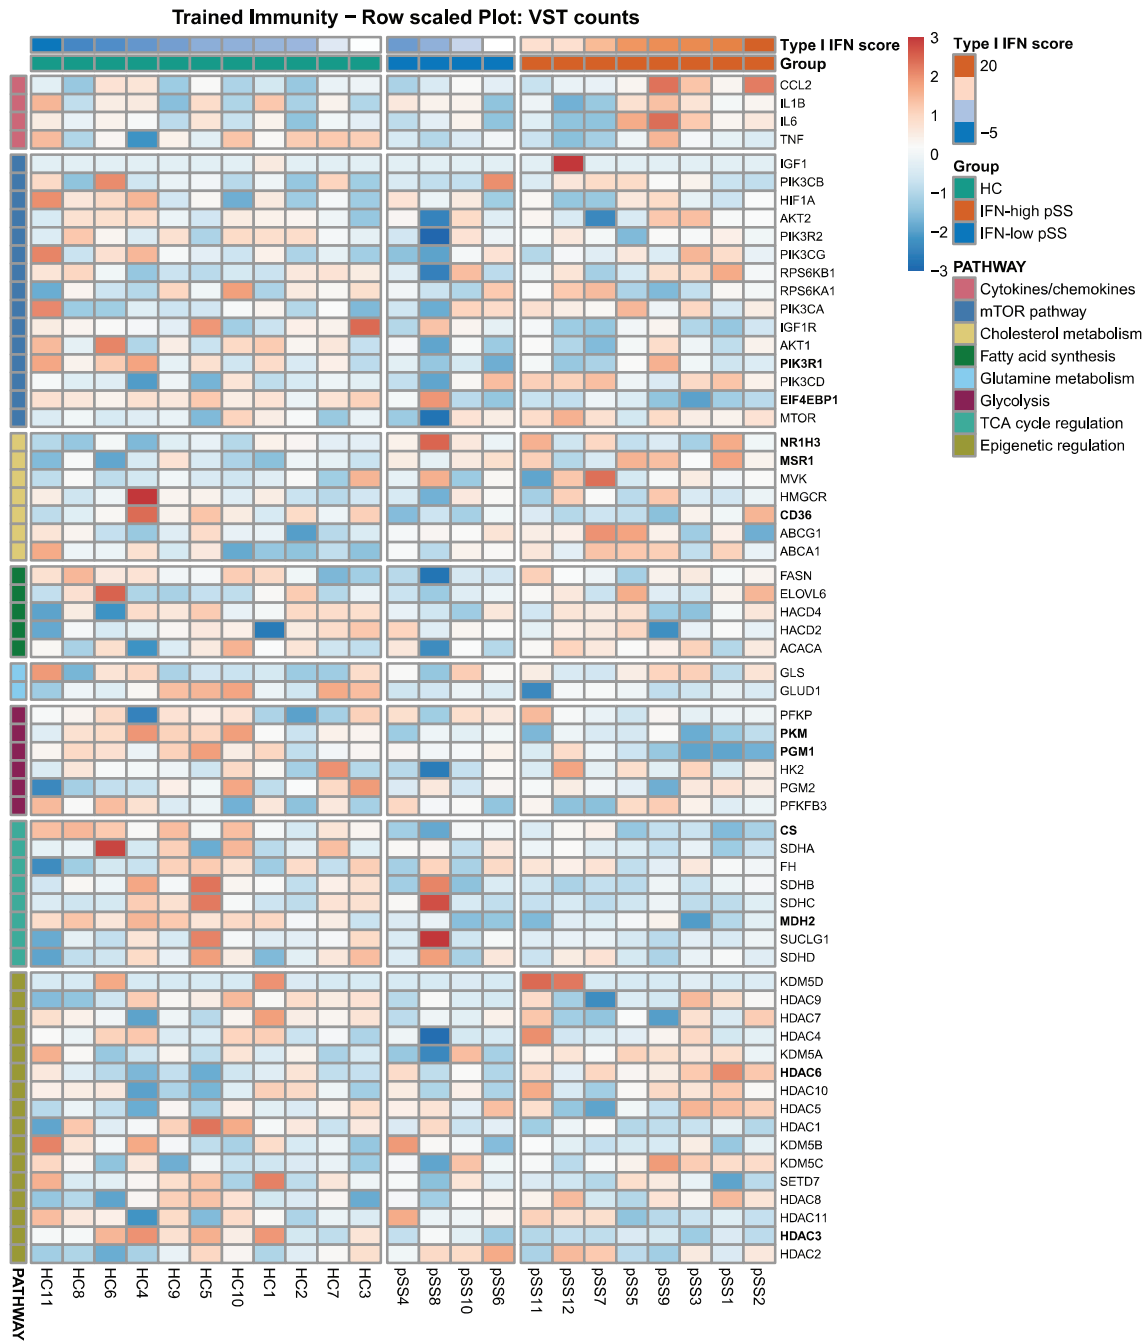 Trained Immunity − Row scaled Plot: VST counts
Type I IFN score
Group
CCL2
IL1B
IL6
TNF
IGF1
PIK3CB
HIF1A
AKT2
PIK3R2
PIK3CG
RPS6KB1
RPS6KA1
PIK3CA
IGF1R
AKT1
PIK3R1
PIK3CD
EIF4EBP1
MTOR
NR1H3
MSR1
MVK
HMGCR
CD36
ABCG1
ABCA1
FASN
ELOVL6
HACD4
HACD2
ACACA
GLS
GLUD1
PFKP
PKM
PGM1
HK2
PGM2
PFKFB3
CS
SDHA
FH
SDHB
SDHC
MDH2
SUCLG1
SDHD
KDM5D
HDAC9
HDAC7
HDAC4
KDM5A
HDAC6
HDAC10
HDAC5
HDAC1
KDM5B
KDM5C
SETD7
HDAC8
HDAC11
HDAC3
HDAC2
PATHWAY
HC11
HC8
HC6
HC4
HC9
HC5
HC10
HC1
HC2
HC7
HC3
pSS4
pSS8
pSS10
pSS6
pSS11
pSS12
pSS7
pSS5
pSS9
pSS3
pSS1
pSS2
3
2
1
0
−1
−2
−3
Type I IFN score
20
−5
Group
HC
IFN-high pSS
IFN-low pSS
PATHWAY
Cytokines/chemokines
mTOR pathway
Cholesterol metabolism
Fatty acid synthesis
Glutamine metabolism
Glycolysis
TCA cycle regulation
Epigenetic regulation